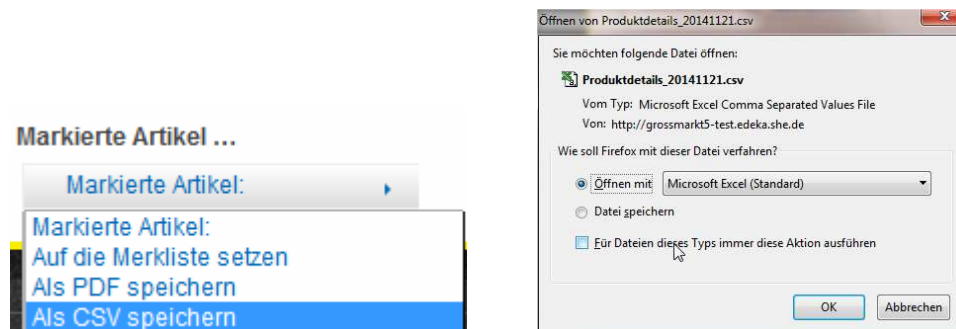 Markierte Artikel ...
Markierte Artikel:
Markierte Artikel:
Auf die Merkliste setzen
Als PDF speichern
Als CSV speichern
Öffnen von Produktdetails_20141121.csv
Sie möchten folgende Datei öffnen:
Produktdetails_20141121.csv
Vom Typ: Microsoft Excel Comma Separated Values File
Von: http://grossmarkt5-test.edeka.she.de
Wie soll Firefox mit dieser Datei verfahren?
Öffnen mit Microsoft Excel (Standard)
Datei speichern
Für Dateien dieses Typs immer diese Aktion ausführen
OK Abbrechen